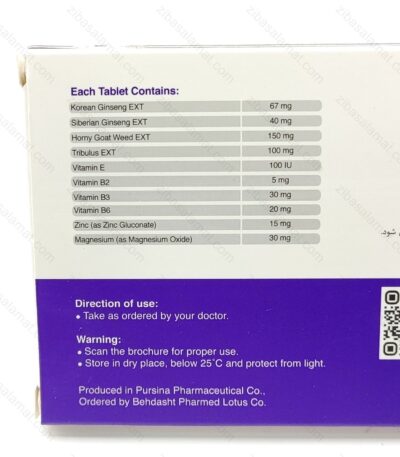 Each Tablet Contains:
Korean Ginseng EXT 67 mg
Siberian Ginseng EXT 40 mg
Horny Goat Weed EXT 150 mg
Tribulus EXT 100 mg
Vitamin E 100 IU
Vitamin B2 5 mg
Vitamin B3 30 mg
Vitamin B6 20 mg
Zinc (as Zinc Gluconate) 15 mg
Magnesium (as Magnesium Oxide) 30 mg
شود.
Direction of use:
• Take as ordered by your doctor.
Warning:
• Scan the brochure for proper use.
• Store in dry place, below 25°C and protect from light.
Produced in Pursina Pharmaceutical Co.,
Ordered by Behdasht Pharmed Lotus Co.
zibasalamat.com